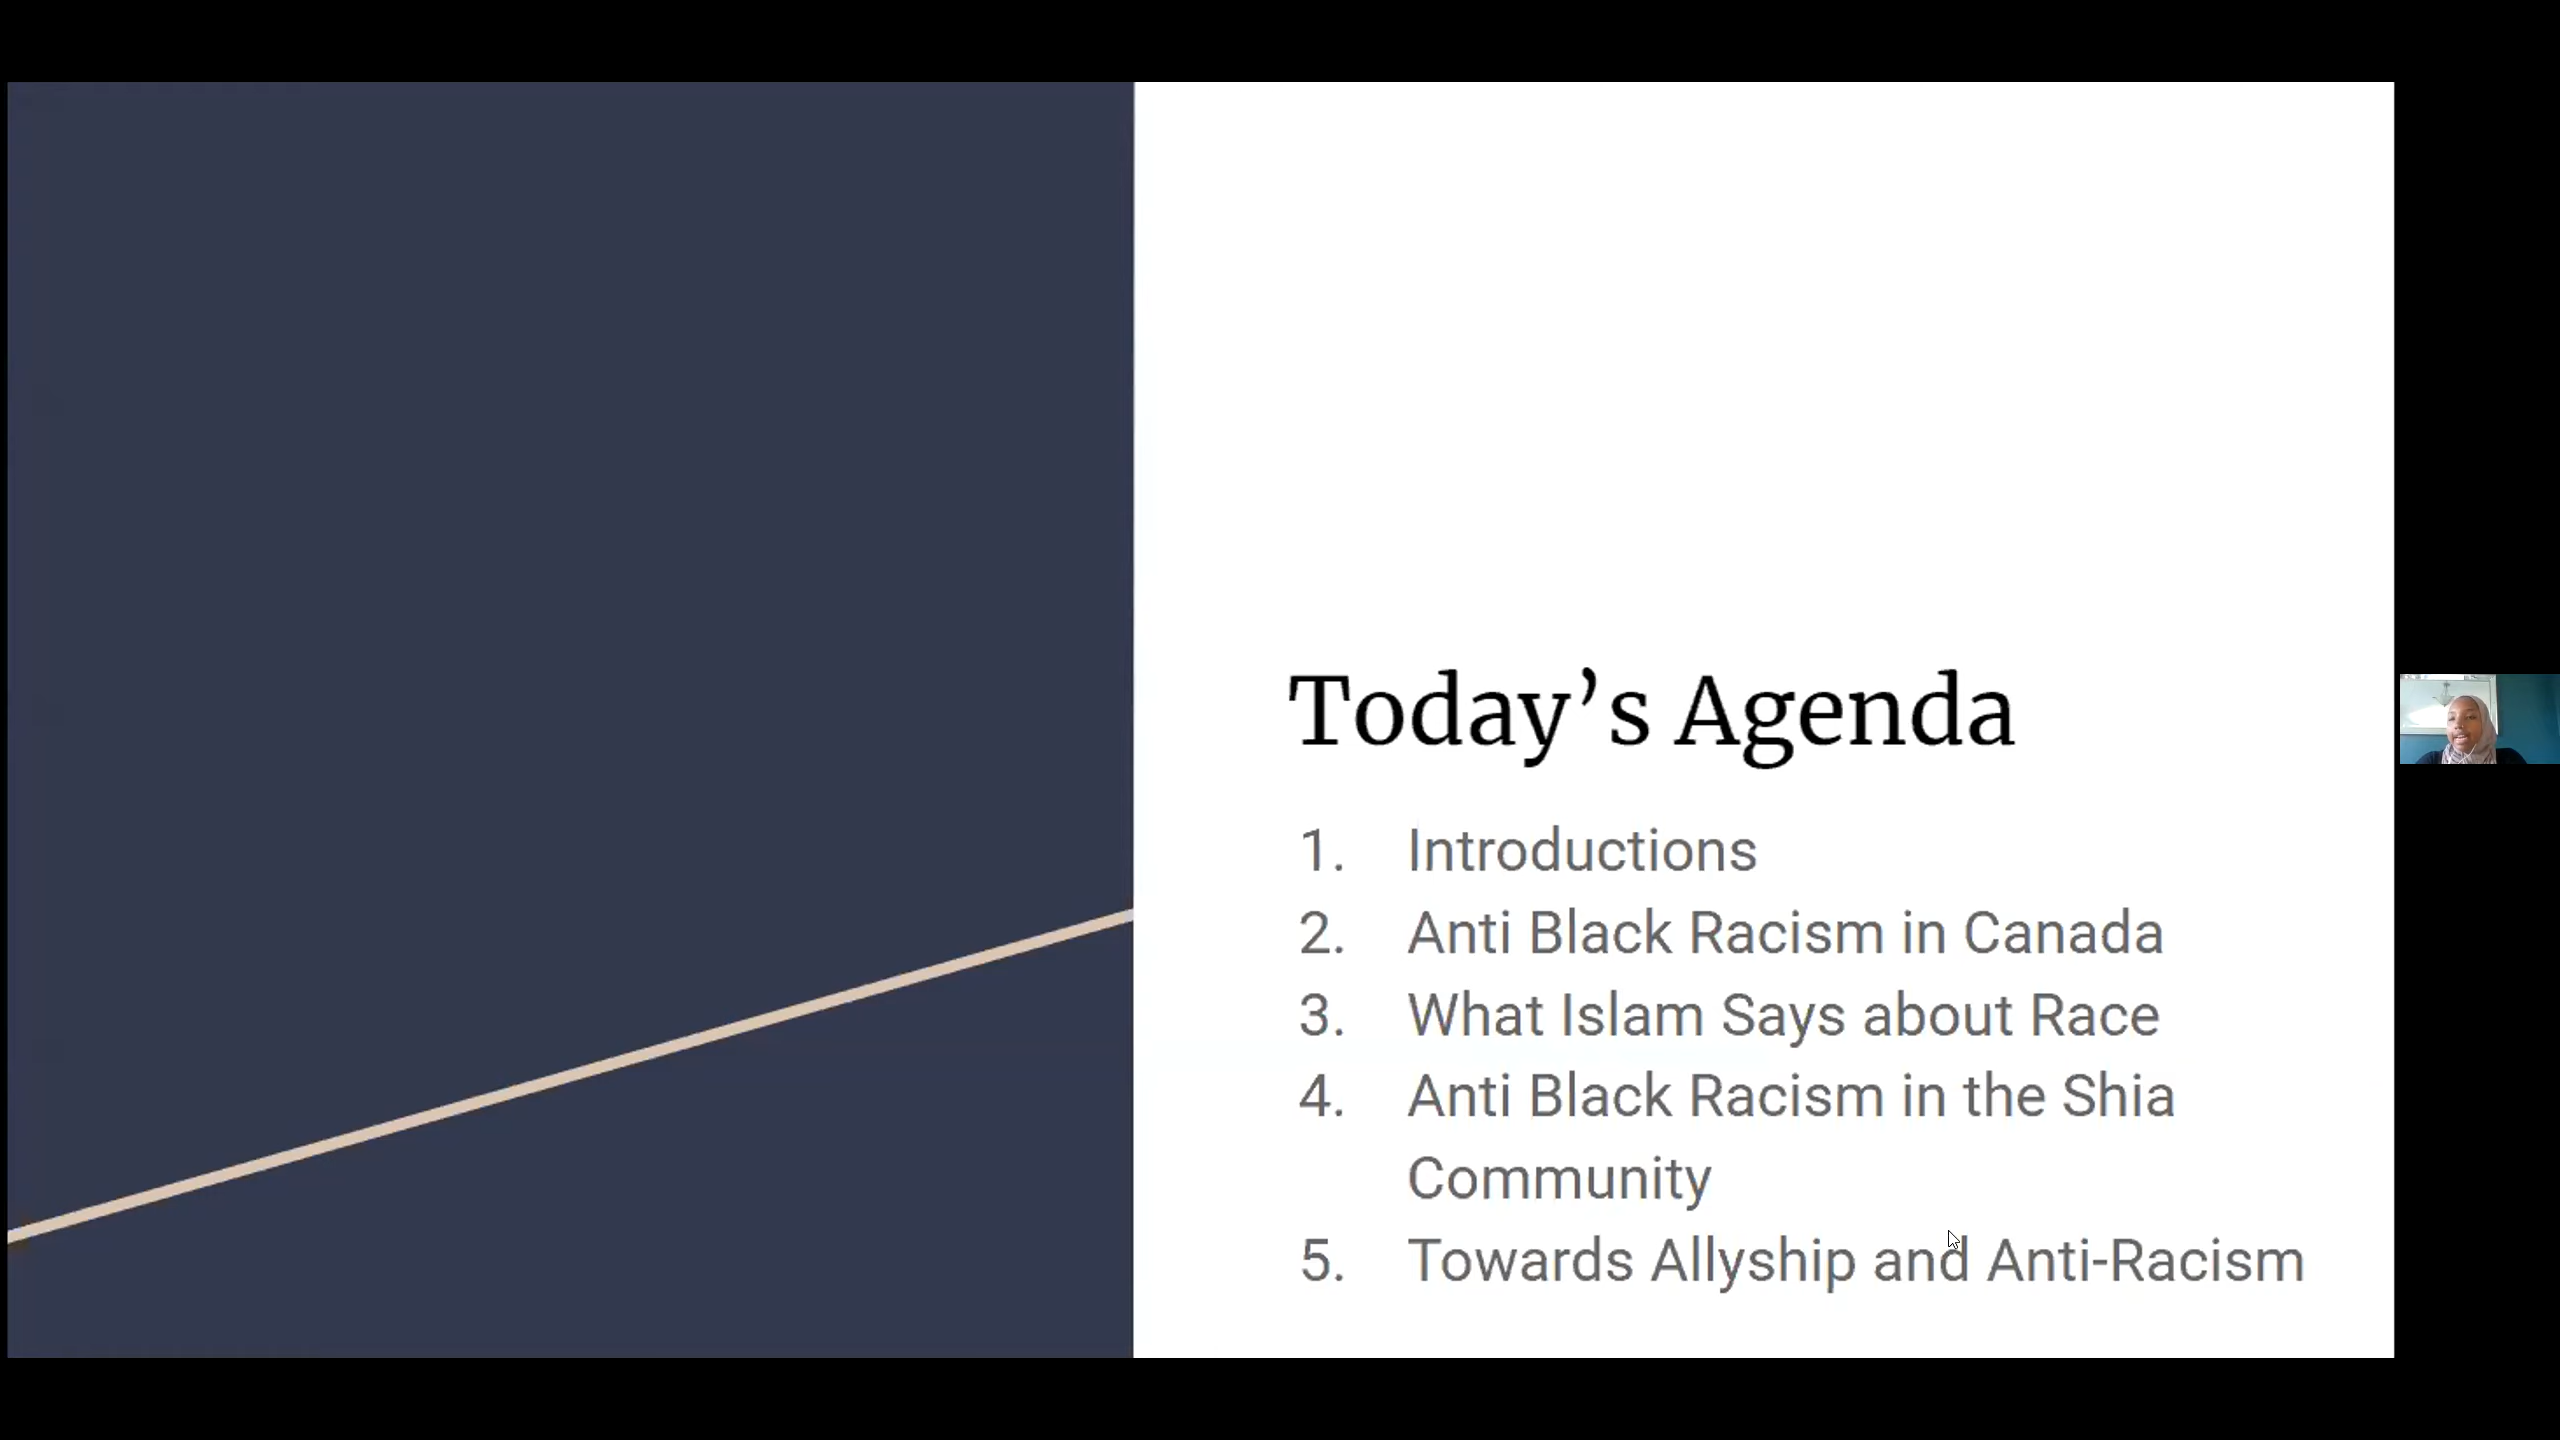 Today’s Agenda
1. Introductions
2. Anti Black Racism in Canada
3. What Islam Says about Race
4. Anti Black Racism in the Shia
Community
5. Towards Allyship and Anti-Racism